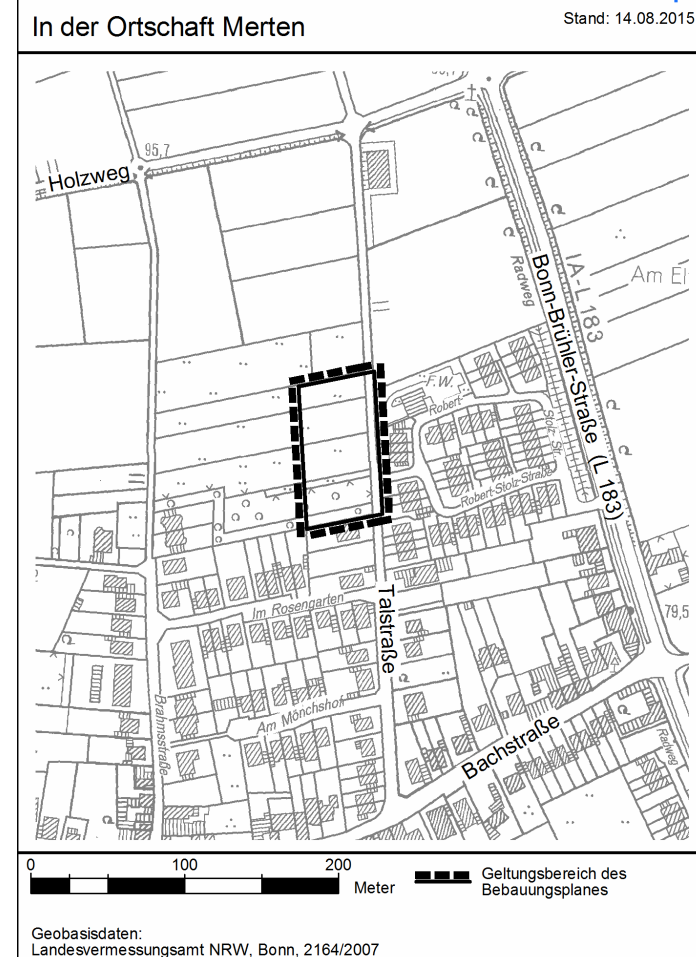 In der Ortschaft Merten
Stand: 14.08.2015
95,7
Holzweg
Radweg
Bonn-Brühler-Straße (L 183)
IA-L 183
Am El
F.W.
Robert-
Stolz-Str.
Robert-Stolz-Straße
Im Rosengarten
Talstraße
79,5
Brahmsstraße
Am Mönchshof
Bachstraße
Radweg
0
100
200
Meter
Geltungsbereich des
Bebauungsplanes
Geobasisdaten:
Landesvermessungsamt NRW, Bonn, 2164/2007